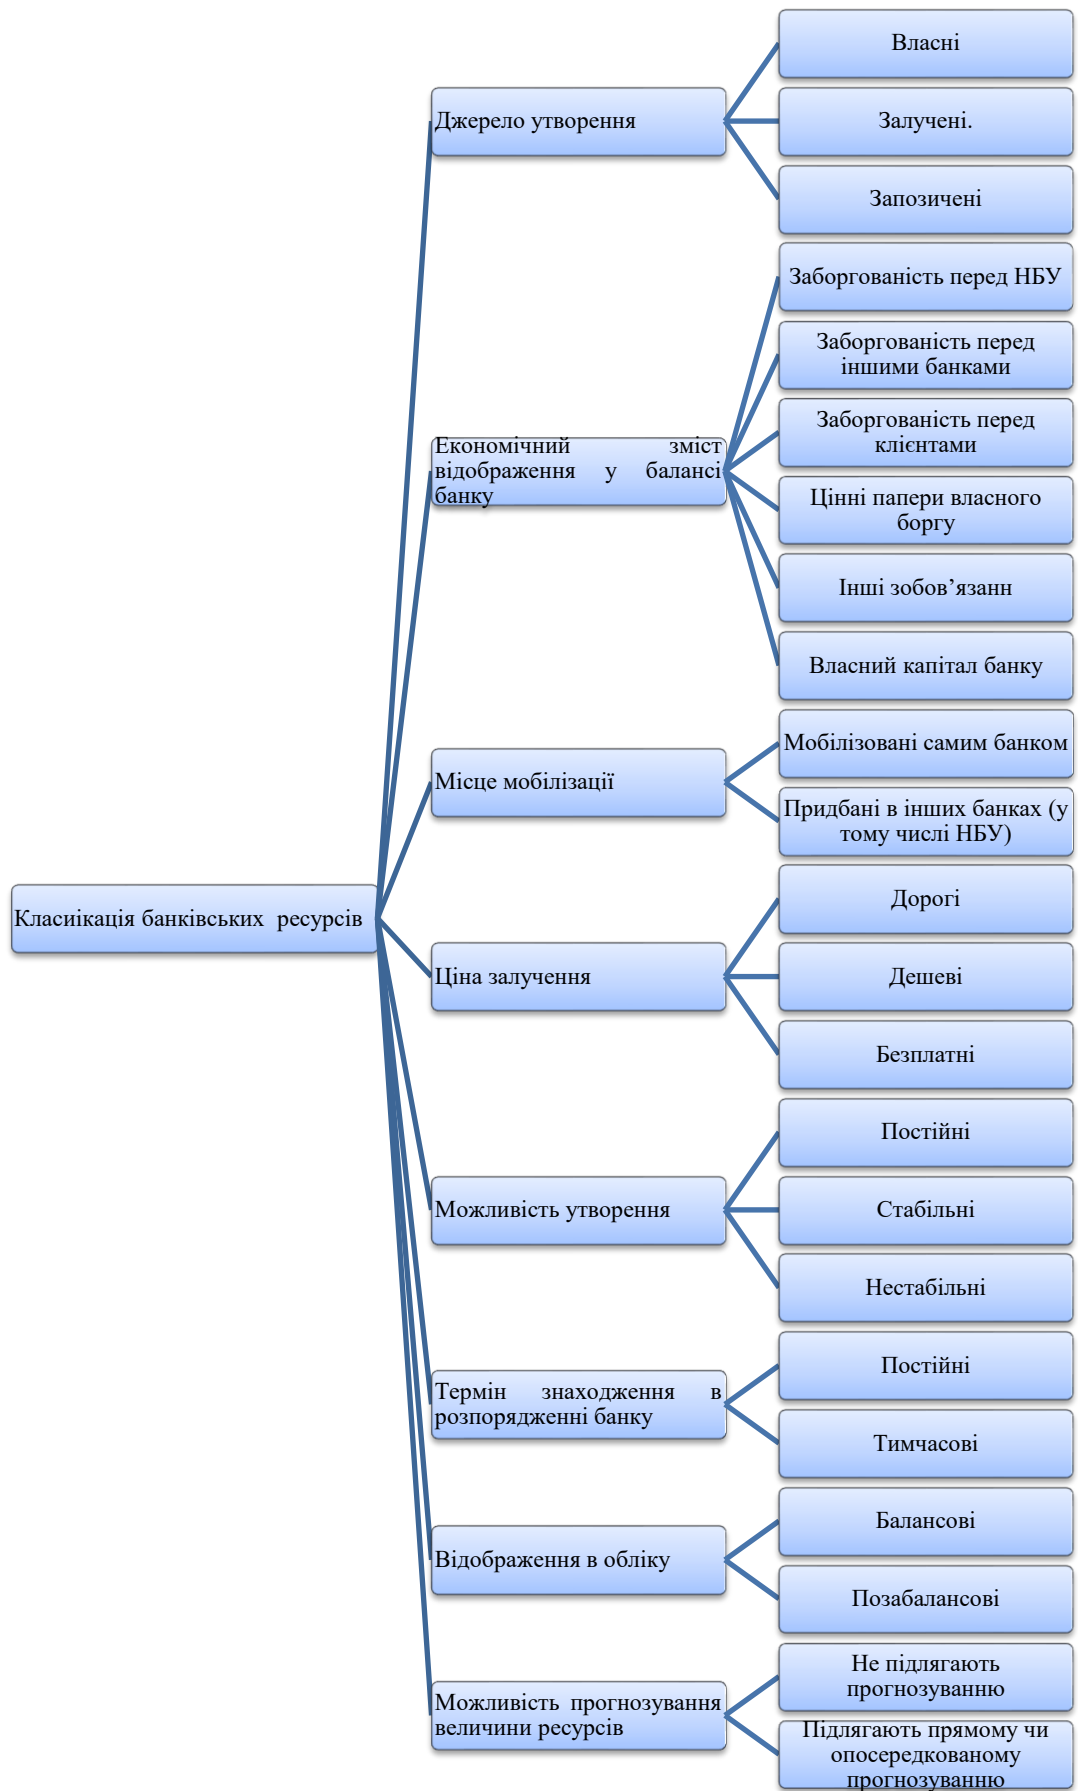 Класиікація банківських ресурсів
Джерело утворення
Власні
Залучені.
Запозичені
Економічний зміст
відображення у балансі
банку
Заборгованість перед НБУ
Заборгованість перед
іншими банками
Заборгованість перед
клієнтами
Цінні папери власного
боргу
Інші зобов’язанн
Власний капітал банку
Місце мобілізації
Мобілізовані самим банком
Придбані в інших банках (у
тому числі НБУ)
Ціна залучення
Дорогі
Дешеві
Безплатні
Можливість утворення
Постійні
Стабільні
Нестабільні
Термін знаходження в
розпорядженні банку
Постійні
Тимчасові
Відображення в обліку
Балансові
Позабалансові
Можливість прогнозування
величини ресурсів
Не підлягають
прогнозуванню
Підлягають прямому чи
опосередкованому
прогнозуванню